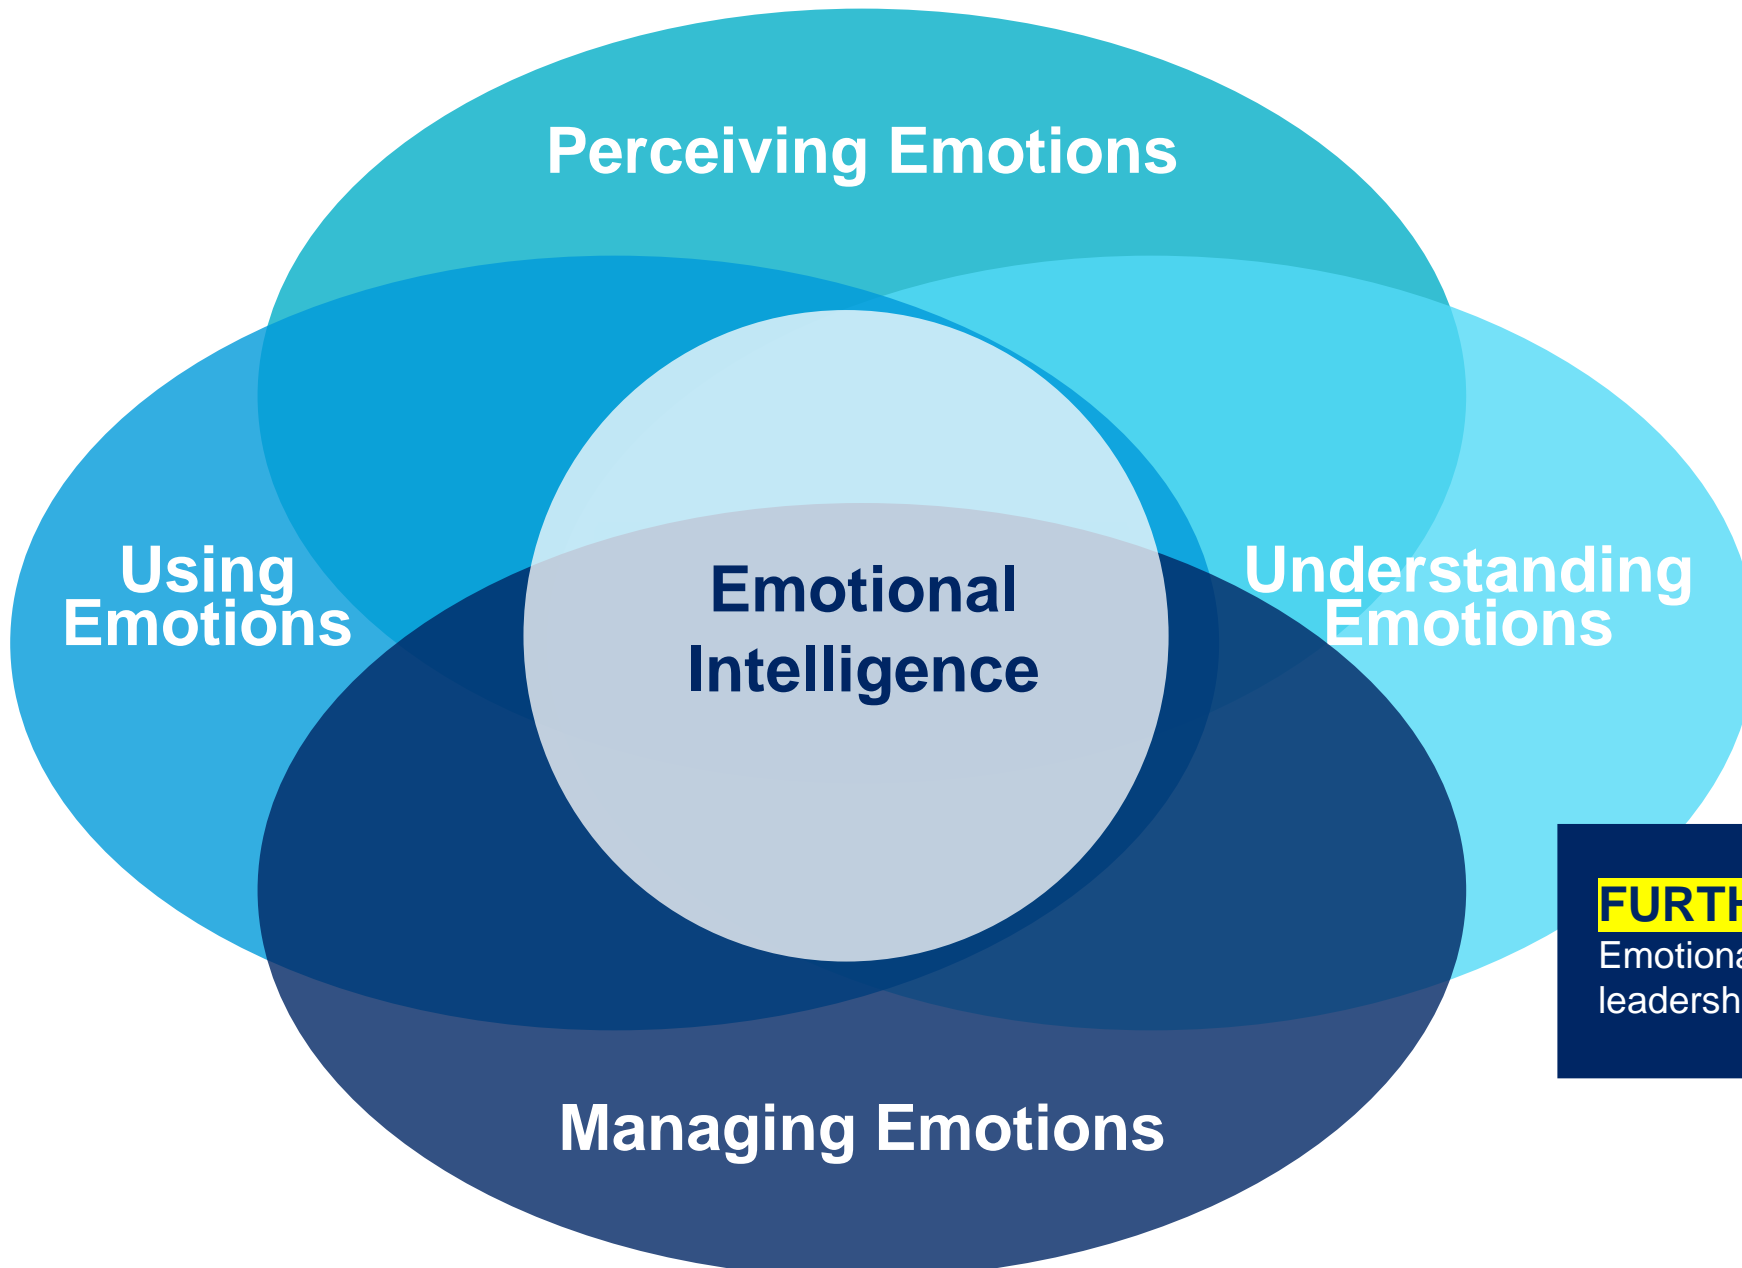 Perceiving Emotions
Using
Emotions
Emotional
Intelligence
Understanding
Emotions
Managing Emotions